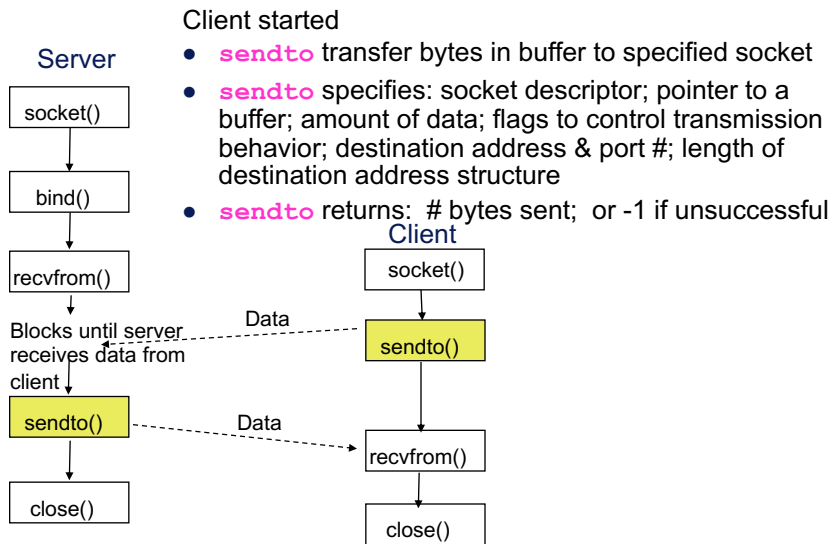 Client started
● sendto transfer bytes in buffer to specified socket
● sendto specifies: socket descriptor; pointer to a
buffer; amount of data; flags to control transmission
behavior; destination address & port #; length of
destination address structure
● sendto returns: # bytes sent; or -1 if unsuccessful
Server
socket()
bind()
recvfrom()
Blocks until server
receives data from
client
sendto()
close()
Data
Data
Client
socket()
sendto()
recvfrom()
close()